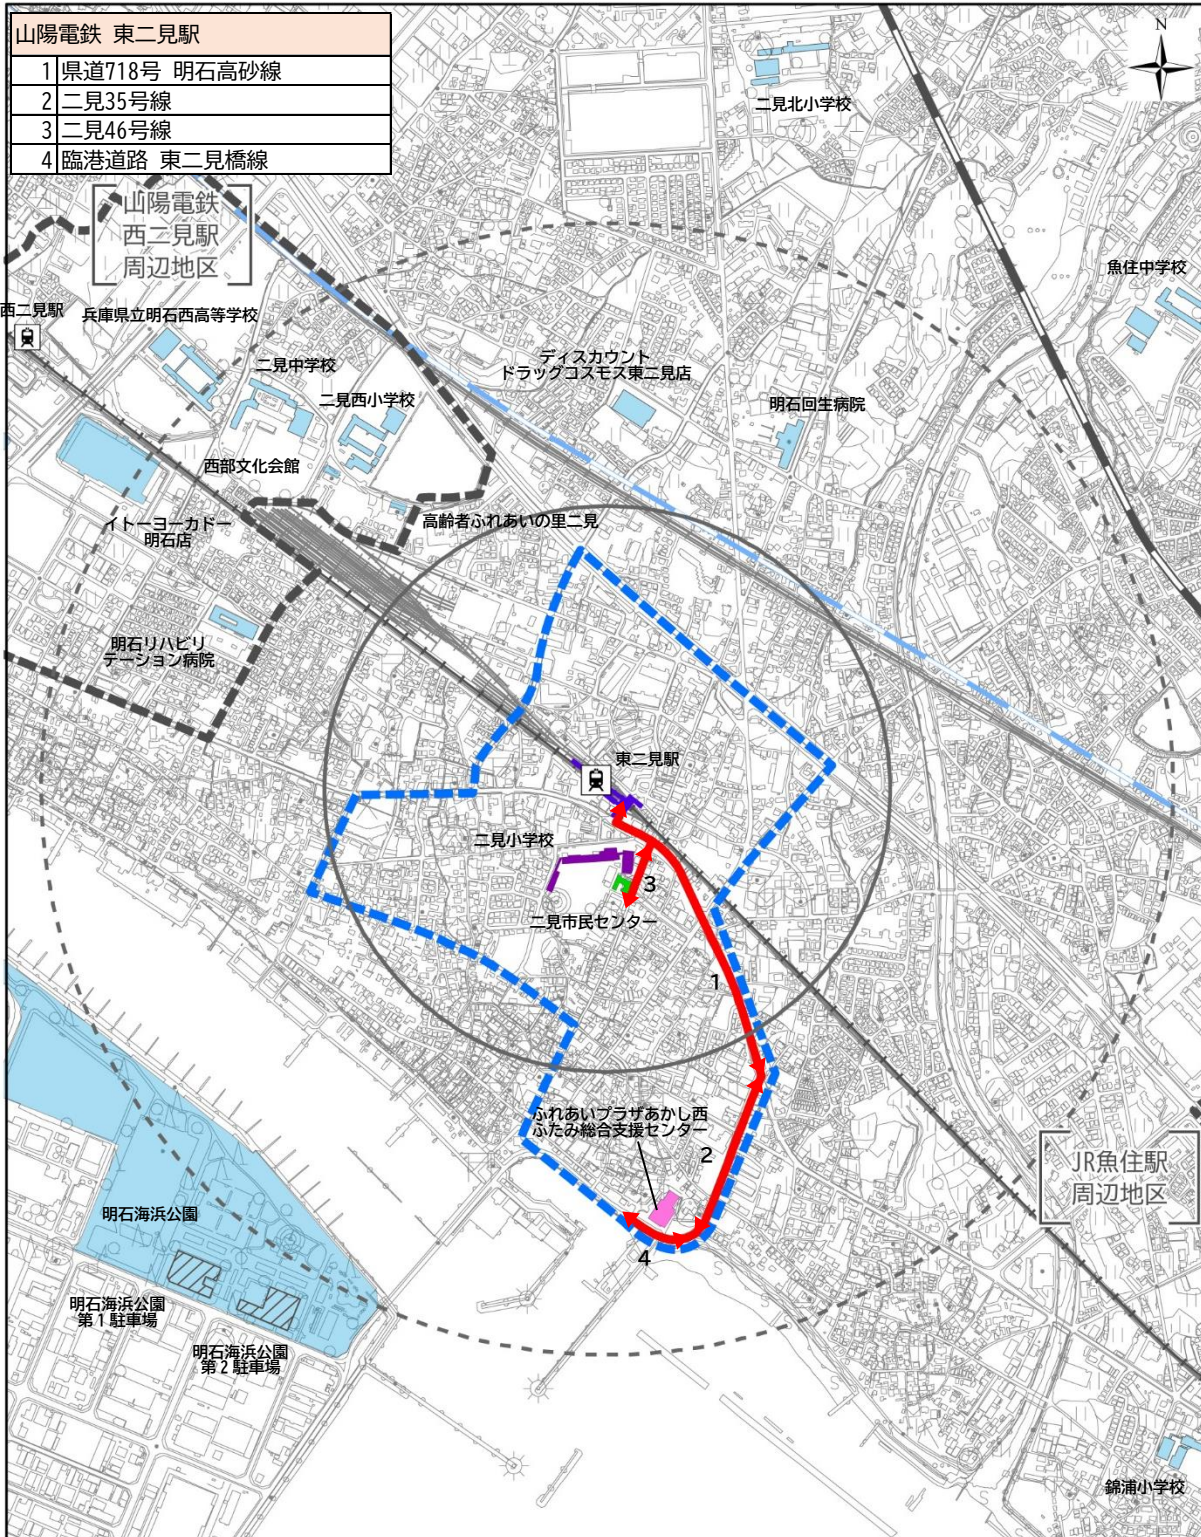 山陽電鉄 東二見駅
1 県道718号 明石高砂線
2 二見35号線
3 二見46号線
4 臨港道路 東二見橋線
N
二見北小学校
山陽電鉄
西二見駅
周辺地区
魚住中学校
西二見駅
兵庫県立明石西高等学校
二見中学校
二見西小学校
ディスカウント
ドラッグコスモス東二見店
明石回生病院
西部文化会館
高齢者ふれあいの里二見
イトーヨーカドー
明石店
明石リハビリ
テーション病院
東二見駅
二見小学校
3
二見市民センター
1
ふれあいプラザあかし西
ふたみ総合支援センター
2
JR魚住駅
周辺地区
明石海浜公園
4
明石海浜公園
第1駐車場
明石海浜公園
第2駐車場
錦浦小学校